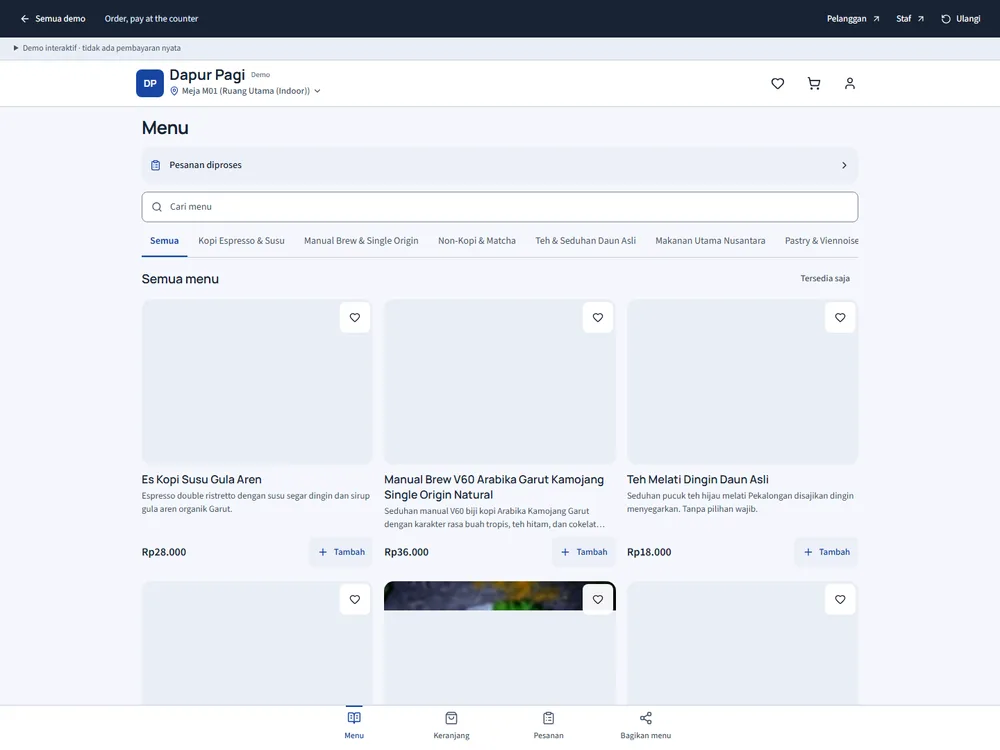 Semua demo
Order, pay at the counter
Pelanggan
Staf
Ulangi
Demo interaktif · tidak ada pembayaran nyata
DP
Dapur Pagi
Demo
Meja M01 (Ruang Utama (Indoor))
Menu
Pesanan diproses
Cari menu
Semua
Kopi Espresso & Susu
Manual Brew & Single Origin
Non-Kopi & Matcha
Teh & Seduhan Daun Asli
Makanan Utama Nusantara
Pastry & Viennoise
Semua menu
Tersedia saja
Es Kopi Susu Gula Aren
Espresso double ristretto dengan susu segar dingin dan sirup
gula aren organik Garut.
Rp28.000
Tambah
Manual Brew V60 Arabika Garut Kamojang
Single Origin Natural
Seduhan manual V60 biji kopi Arabika Kamojang Garut
dengan karakter rasa buah tropis, teh hitam, dan cokelat…
Rp36.000
Tambah
Teh Melati Dingin Daun Asli
Seduhan pucuk teh hijau melati Pekalongan disajikan dingin
menyegarkan. Tanpa pilihan wajib.
Rp18.000
Tambah
Menu
Keranjang
Pesanan
Bagikan menu